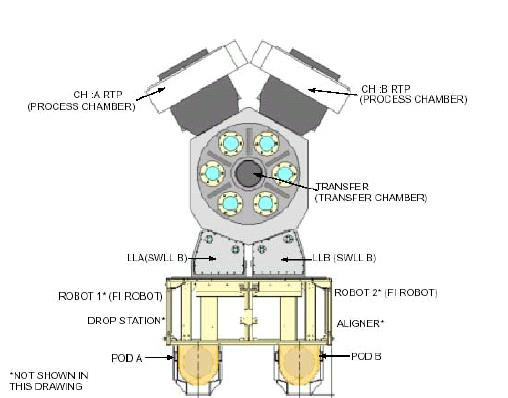 CH :A RTP
(PROCESS CHAMBER)
CH :B RTP
(PROCESS CHAMBER)
TRANSFER
(TRANSFER CHAMBER)
LLA(SWLL B)
LLB (SWLL B)
ROBOT 1* (FI ROBOT)
ROBOT 2* (FI ROBOT)
DROP STATION*
ALIGNER*
POD A
POD B
*NOT SHOWN IN
THIS DRAWING